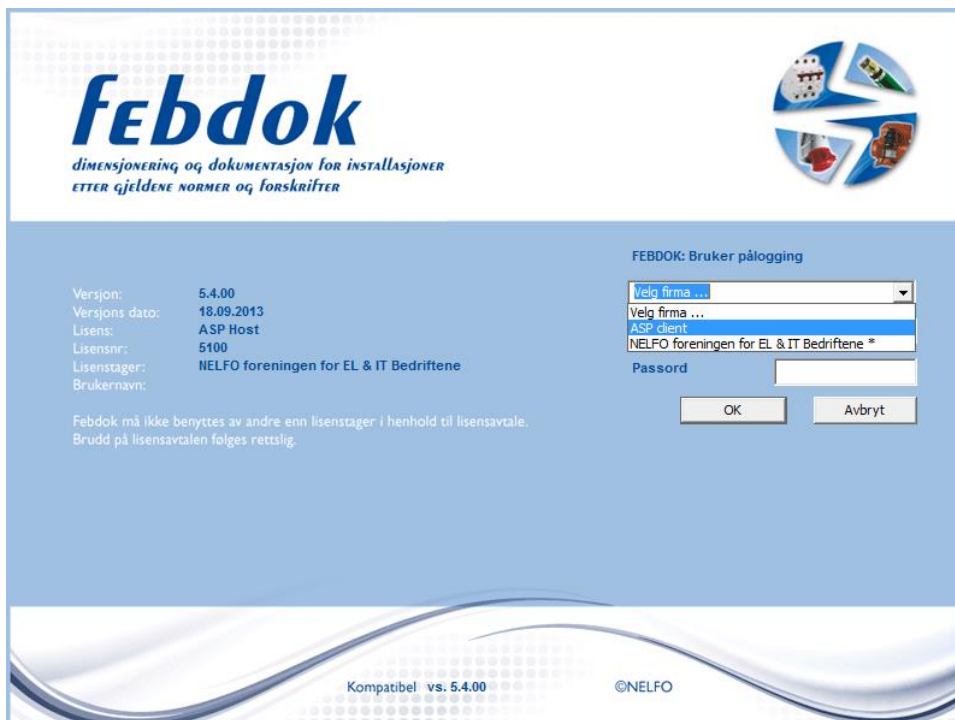 febdok
dimensjonering og dokumentasjon for installasjoner
etter gjeldene normer og forskrifter
FEBDOK: Bruker pålogging
Velg firma ...
Velg firma ...
ASP client
NELFO foreningen for EL & IT Bedriftene *
Passord
OK Avbryt
Versjon: 5.4.00
Versjons dato: 18.09.2013
Lisens: ASP Host
Lisensnr: 5100
Lisenstager: NELFO foreningen for EL & IT Bedriftene
Brukernavn:
Febdok må ikke benyttes av andre enn lisenstager i henhold til lisensavtale.
Brudd på lisensavtalen følges rettslig.
Kompatibel vs. 5.4.00 ©NELFO